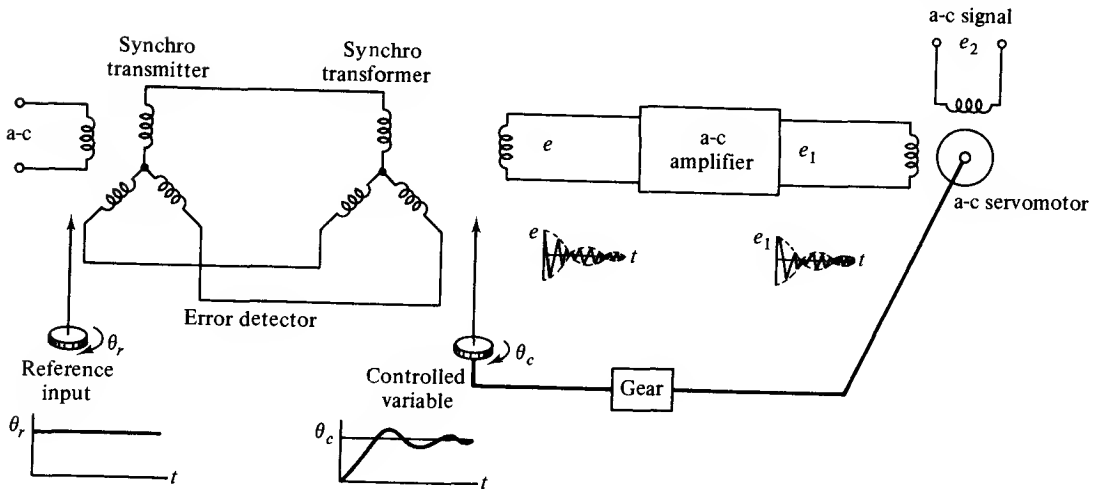 a-c signal
e2
Synchro
transmitter
Synchro
transformer
a-c
e
a-c
amplifier
e1
a-c servomotor
e
t
e1
t
Error detector
θr
Reference
input
θc
Controlled
variable
Gear
θr
t
θc
t